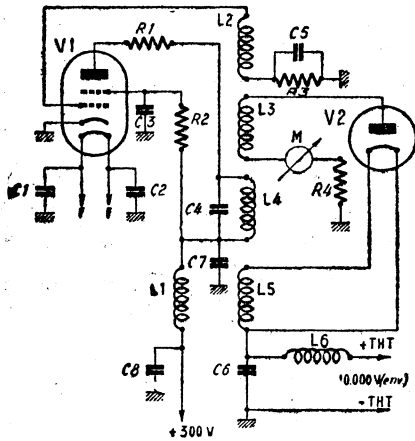 V1
R1
L2
C5
R3
C3
R2
L3
V2
M
R4
C1
C2
F
F
C4
L4
C7
L1
L5
L6
+THT
C8
C6
10.000 V(env.)
-THT
+300 V